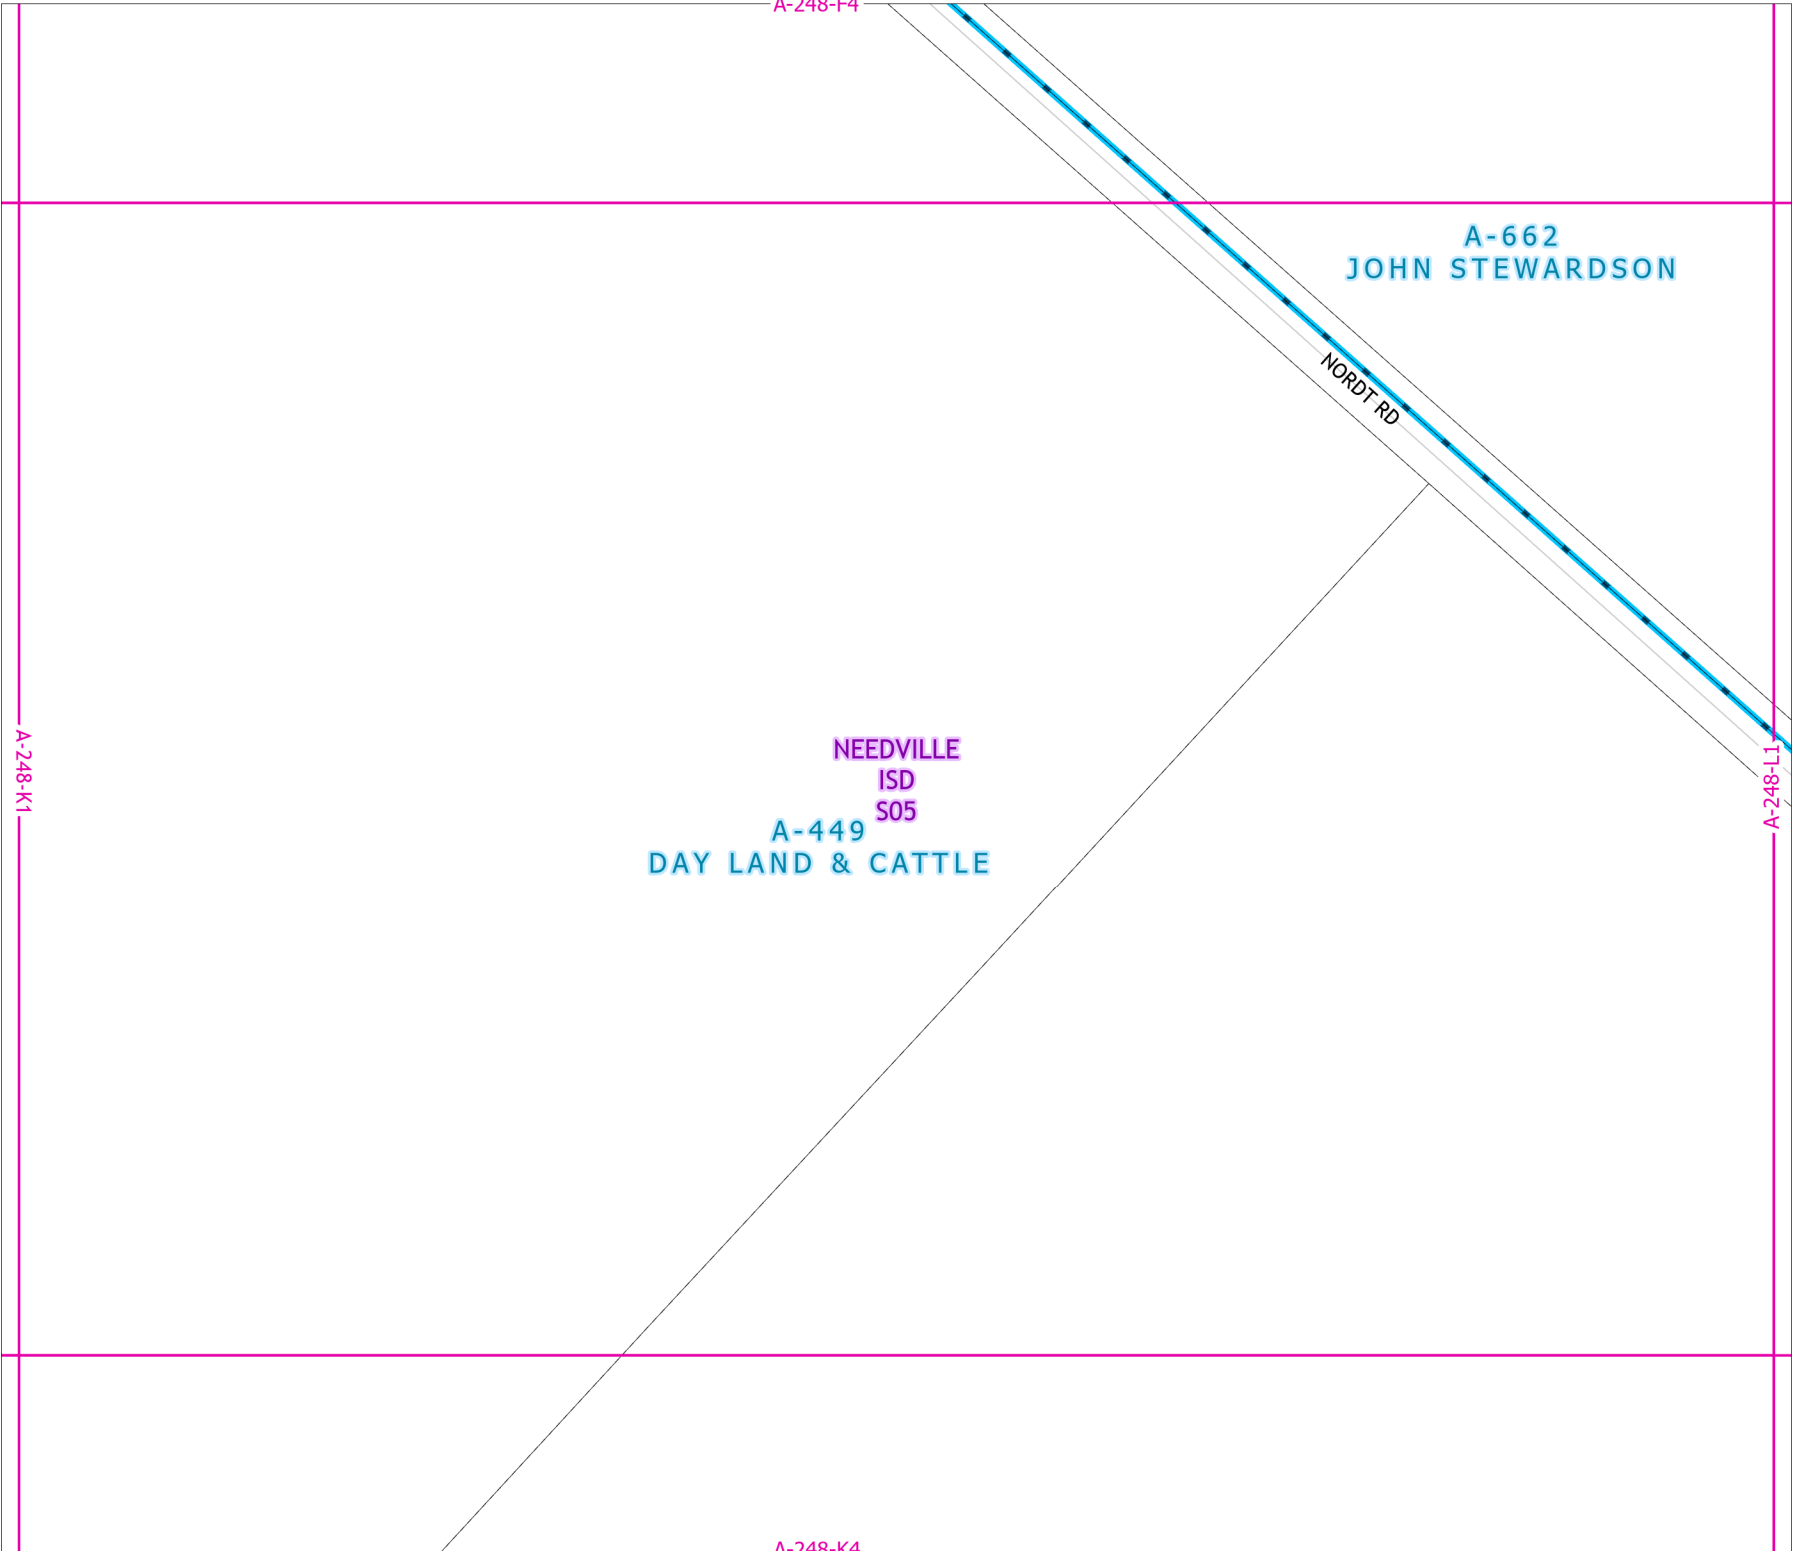 A-248-F4
A-662
JOHN STEWARDSON
NORDT RD
A-248-K1
A-248-L1
NEEDVILLE
ISD
S05
A-449
DAY LAND & CATTLE
A-248-K4